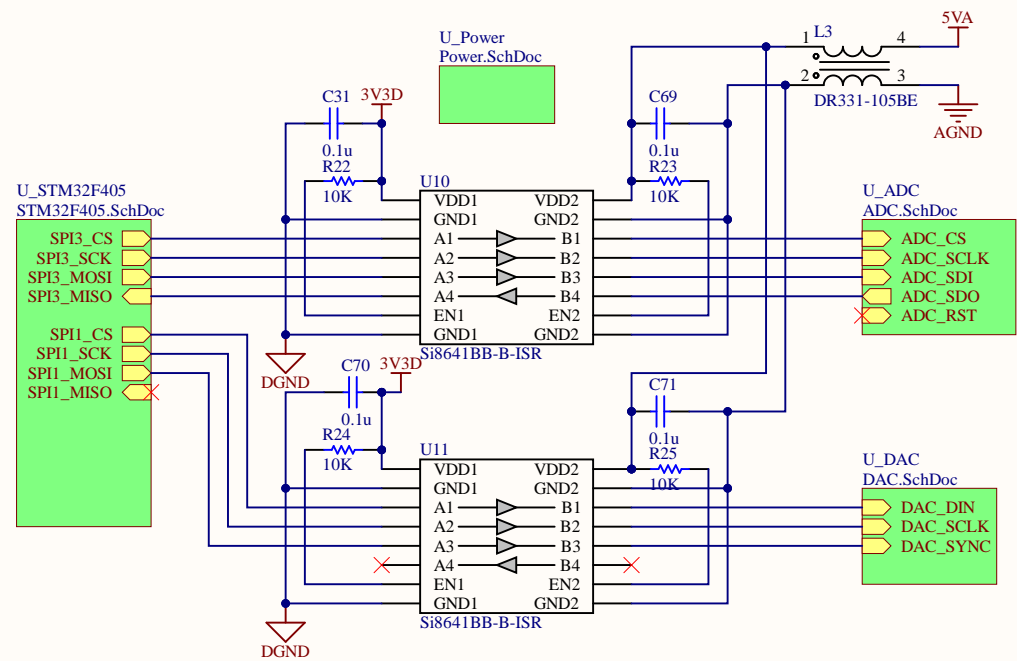 5VA
L3
1 4
2 3
DR331-105BE
AGND
U_Power
Power.SchDoc
C31
3V3D
0.1u
R22
10K
C69
0.1u
R23
10K
U_STM32F405
STM32F405.SchDoc
SPI3_CS
SPI3_SCK
SPI3_MOSI
SPI3_MISO
SPI1_CS
SPI1_SCK
SPI1_MOSI
SPI1_MISO
U10
VDD1 VDD2
GND1 GND2
A1 B1
A2 B2
A3 B3
A4 B4
EN1 EN2
GND1 GND2
Si8641BB-B-ISR
DGND
U_ADC
ADC.SchDoc
ADC_CS
ADC_SCLK
ADC_SDI
ADC_SDO
ADC_RST
C70
3V3D
0.1u
R24
10K
C71
0.1u
R25
10K
U11
VDD1 VDD2
GND1 GND2
A1 B1
A2 B2
A3 B3
A4 B4
EN1 EN2
GND1 GND2
Si8641BB-B-ISR
DGND
U_DAC
DAC.SchDoc
DAC_DIN
DAC_SCLK
DAC_SYNC